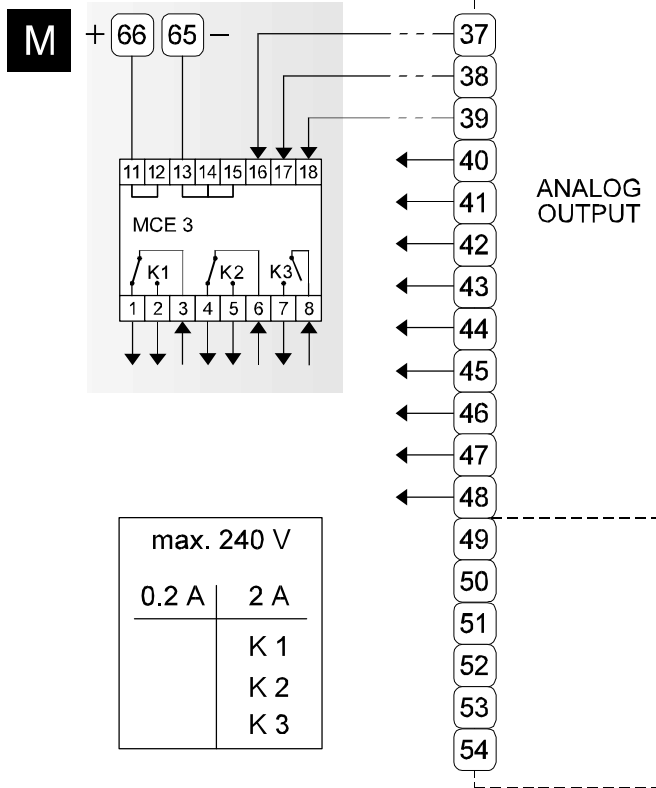 M
+ 66 65 −
37
38
39
40
41
42
43
44
45
46
47
48
49
50
51
52
53
54
ANALOG
OUTPUT
11 12 13 14 15 16 17 18
MCE 3
K1 K2 K3
1 2 3 4 5 6 7 8
max. 240 V
0.2 A 2 A
K 1
K 2
K 3